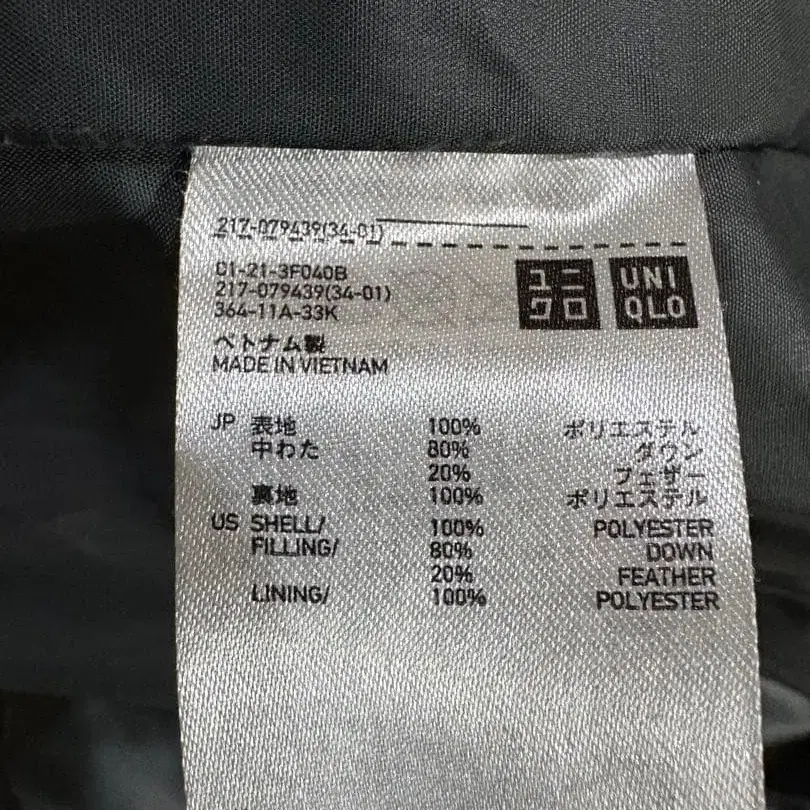 217-079439(34-01)
01-21-3F040B
217-079439(34-01)
364-11A-33K
ユニ
クロ
UNI
QLO
ベトナム製
MADE IN VIETNAM
JP 表地 100% ポリエステル
中わた 80% ダウン
20% フェザー
裏地 100% ポリエステル
US SHELL/ 100% POLYESTER
FILLING/ 80% DOWN
20% FEATHER
LINING/ 100% POLYESTER